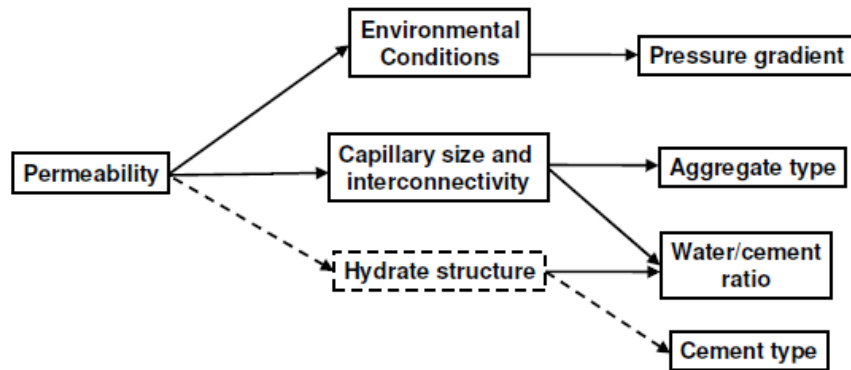 Environmental
Conditions
Pressure gradient
Permeability
Capillary size and
interconnectivity
Aggregate type
Hydrate structure
Water/cement
ratio
Cement type